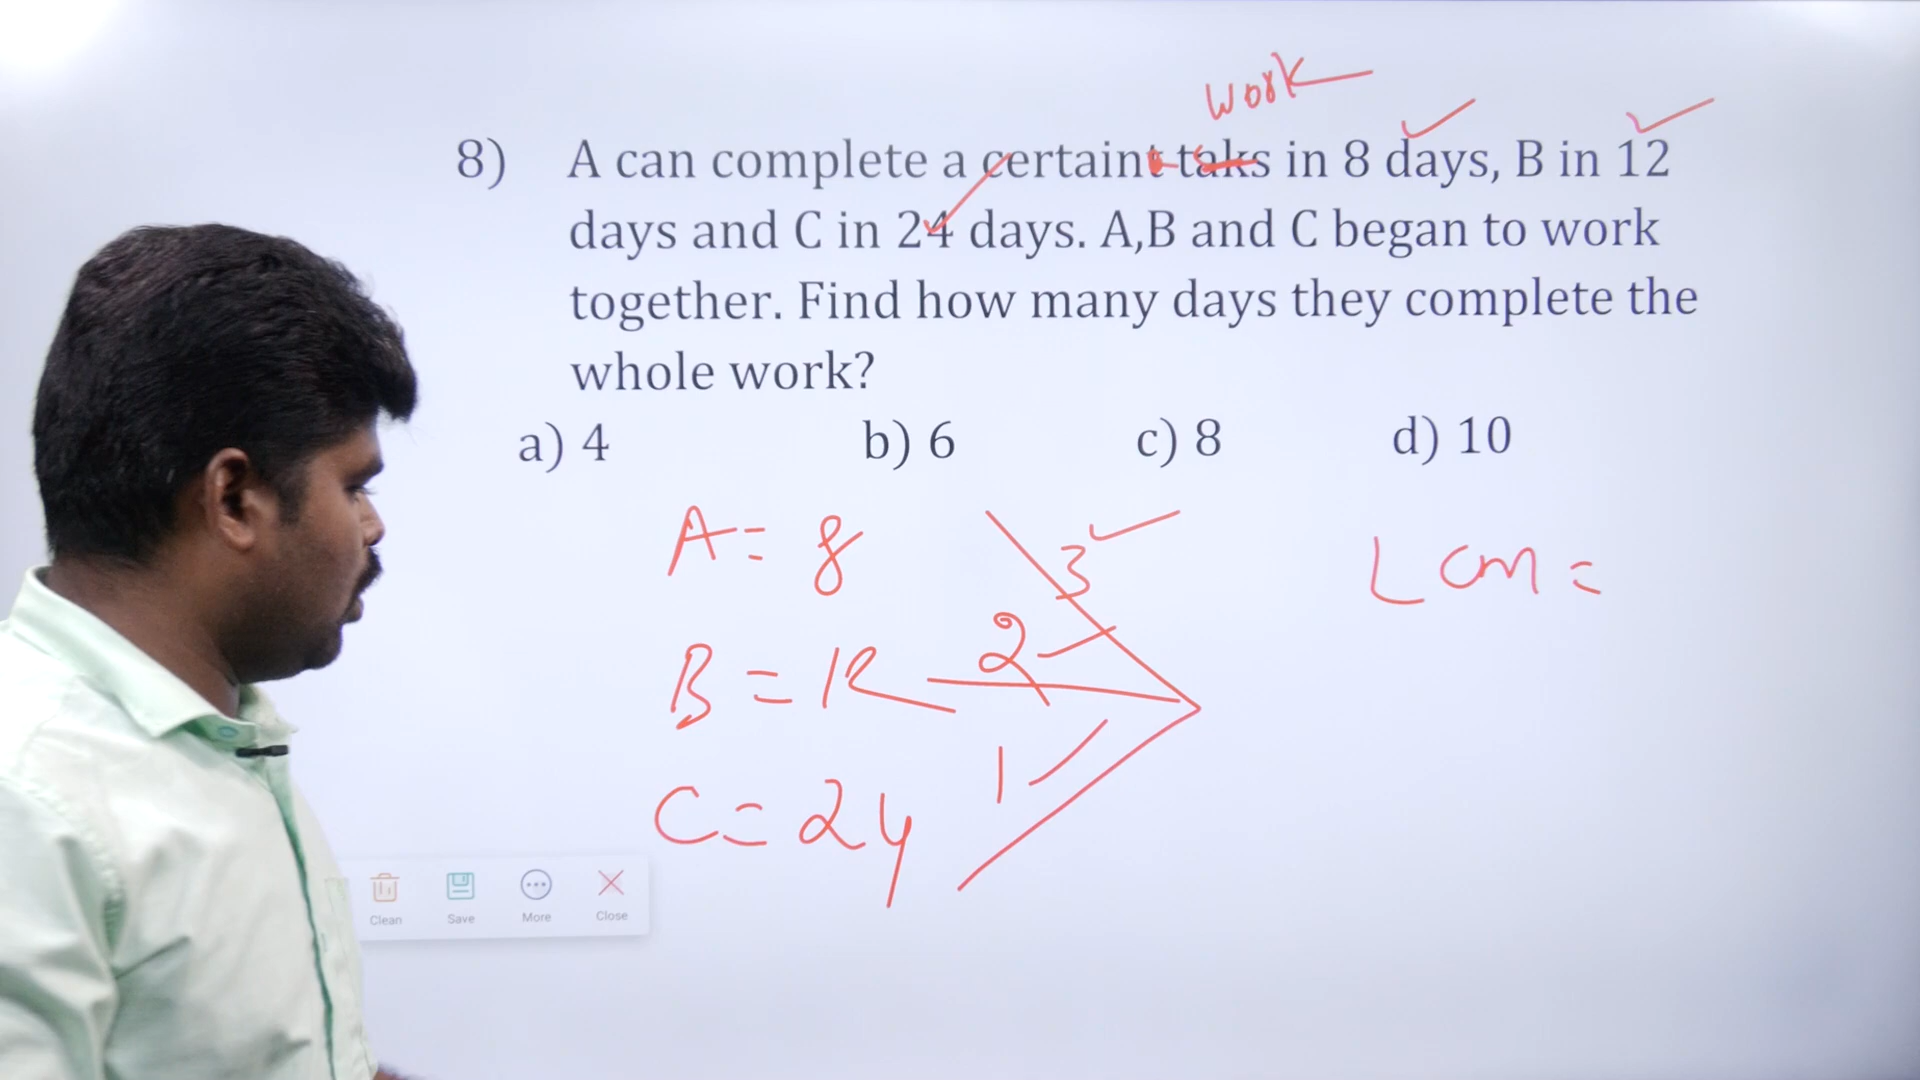 work
8) A can complete a certaint taks in 8 days, B in 12
days and C in 24 days. A,B and C began to work
together. Find how many days they complete the
whole work?
a) 4 b) 6 c) 8 d) 10
A = 8 3 LCM =
B = 12 2
C = 24 1
Clean Save More Close